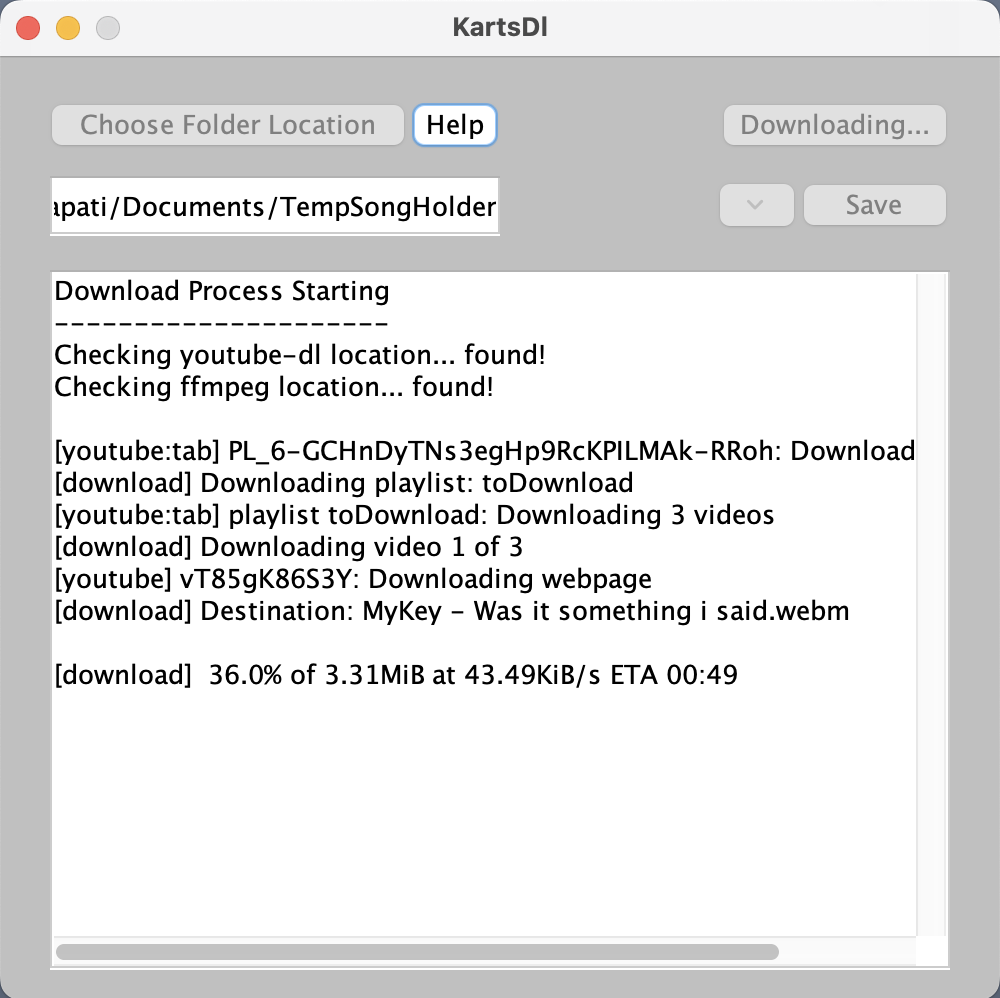 KartsDl
Choose Folder Location Help Downloading...
apati/Documents/TempSongHolder
Save
Download Process Starting
---------------------
Checking youtube-dl location... found!
Checking ffmpeg location... found!
[youtube:tab] PL_6-GCHnDyTNs3egHp9RcKPILMAk-RRoh: Download
[download] Downloading playlist: toDownload
[youtube:tab] playlist toDownload: Downloading 3 videos
[download] Downloading video 1 of 3
[youtube] vT85gK86S3Y: Downloading webpage
[download] Destination: MyKey - Was it something i said.webm
[download]  36.0% of 3.31MiB at 43.49KiB/s ETA 00:49